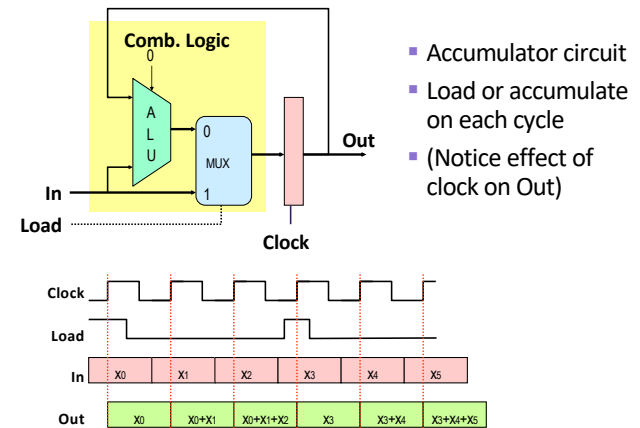 Comb. Logic
0
A
L
U
0
MUX
1
Out
In
Load
Clock
▪ Accumulator circuit
▪ Load or accumulate
on each cycle
▪ (Notice effect of
clock on Out)
Clock
Load
In x0 x1 x2 x3 x4 x5
Out x0 x0+x1 x0+x1+x2 x3 x3+x4 x3+x4+x5